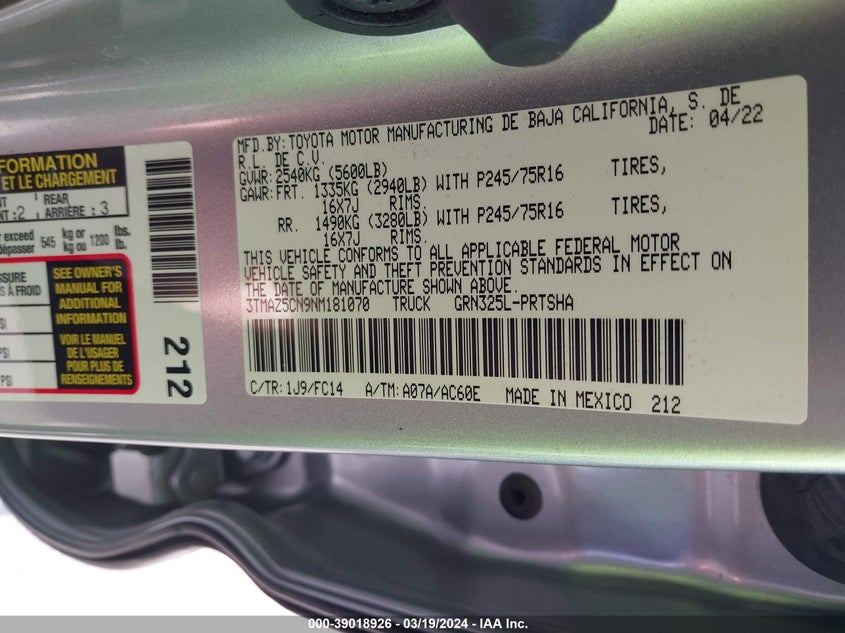 MFD.BY:TOYOTA MOTOR MANUFACTURING DE BAJA CALIFORNIA, S. DE
R.L. DE C.V. DATE: 04/22
GVWR:2540KG (5600LB)
GAWR:FRT. 1335KG (2940LB) WITH P245/75R16 TIRES,
16X7J RIMS.
RR. 1490KG (3280LB) WITH P245/75R16 TIRES,
16X7J RIMS.
THIS VEHICLE CONFORMS TO ALL APPLICABLE FEDERAL MOTOR
VEHICLE SAFETY AND THEFT PREVENTION STANDARDS IN EFFECT ON
THE DATE OF MANUFACTURE SHOWN ABOVE.
3TMAZ5CN9NM181070 TRUCK GRN325L-PRTSHA
C/TR:1J9/FC14 A/TM:A07A/AC60E MADE IN MEXICO 212
ET LE CHARGEMENT
REAR
:2 ARRIÈRE : 3
exceed 545 kg or 1200 lbs.
dépasser kg ou lb.
À FROID
PSI
PSI
SEE OWNER'S
MANUAL FOR
ADDITIONAL
INFORMATION
VOIR LE MANUEL
DE L'USAGER
POUR PLUS DE
RENSEIGNEMENTS
212
000-39018926 - 03/19/2024 - IAA Inc.